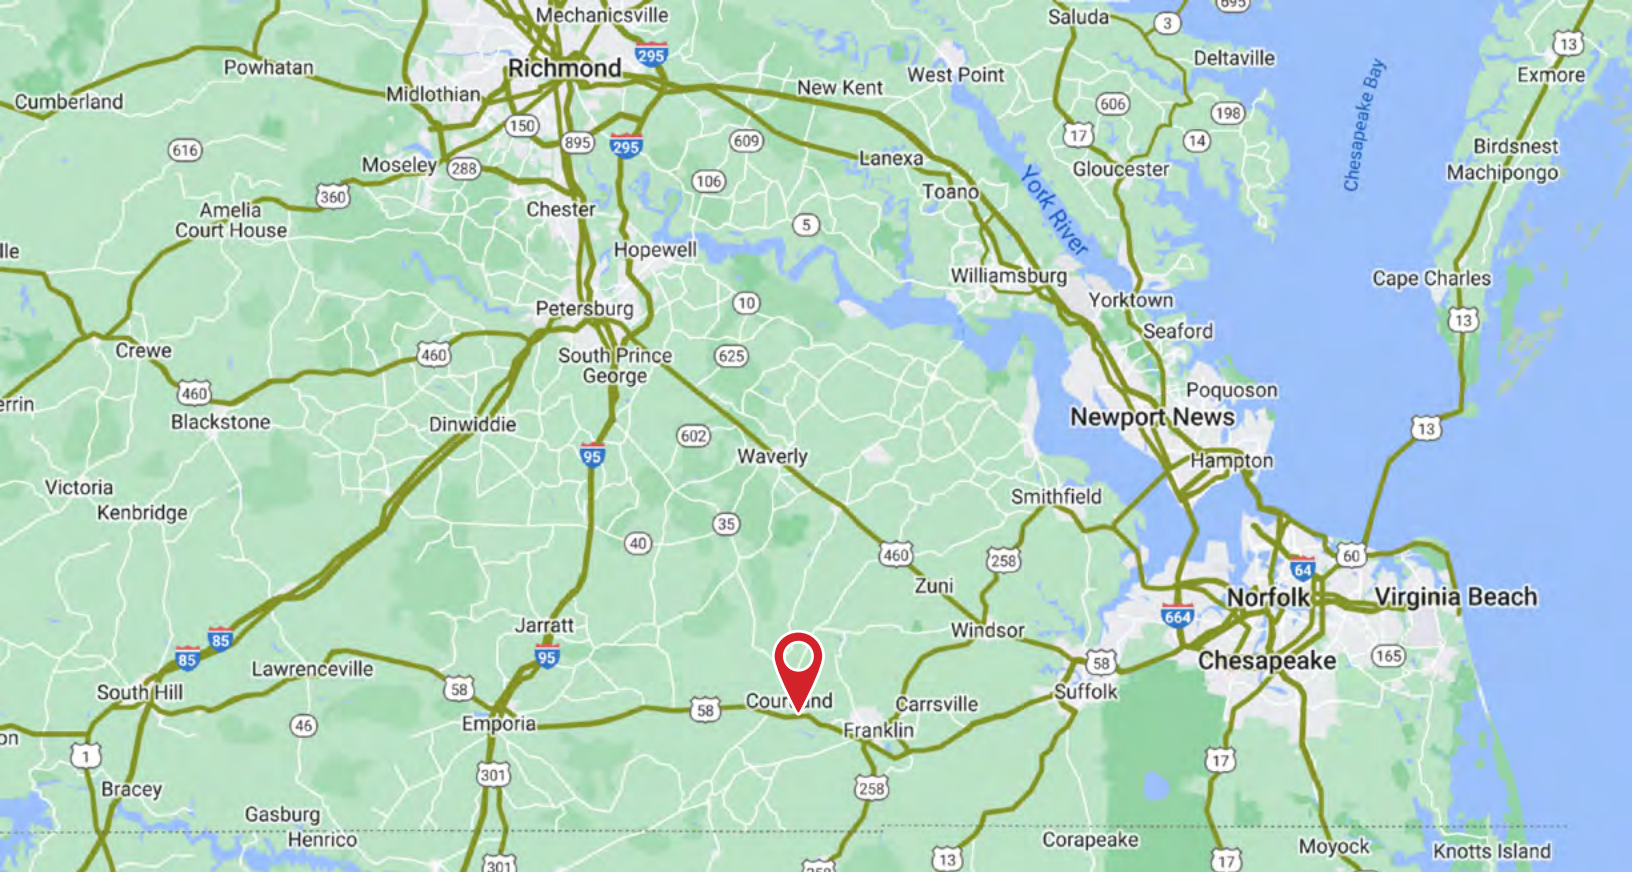 Mechanicsville
Saluda
3
695
13
295
Richmond
Deltaville
Powhatan
West Point
Exmore
New Kent
Midlothian
Cumberland
606
198
150
895
17
14
Chesapeake Bay
616
295
609
Birdsnest
Moseley
288
Lanexa
Gloucester
Machipongo
360
106
Toano
York River
Amelia
Court House
Chester
5
lle
Hopewell
Williamsburg
Cape Charles
Petersburg
10
Yorktown
13
Seaford
Crewe
460
South Prince
George
625
460
Poquoson
errin
Blackstone
Dinwiddie
Newport News
13
602
95
Waverly
Hampton
Victoria
Smithfield
Kenbridge
35
40
460
258
60
64
Zuni
Norfolk
Virginia Beach
664
Jarratt
Windsor
85
85
95
Lawrenceville
58
Chesapeake
165
South Hill
58
Suffolk
58
Courtland
Carrsville
on
46
Emporia
Franklin
1
17
301
258
Bracey
Gasburg
Henrico
Corapeake
Moyock
Knotts Island
301
258
13
17